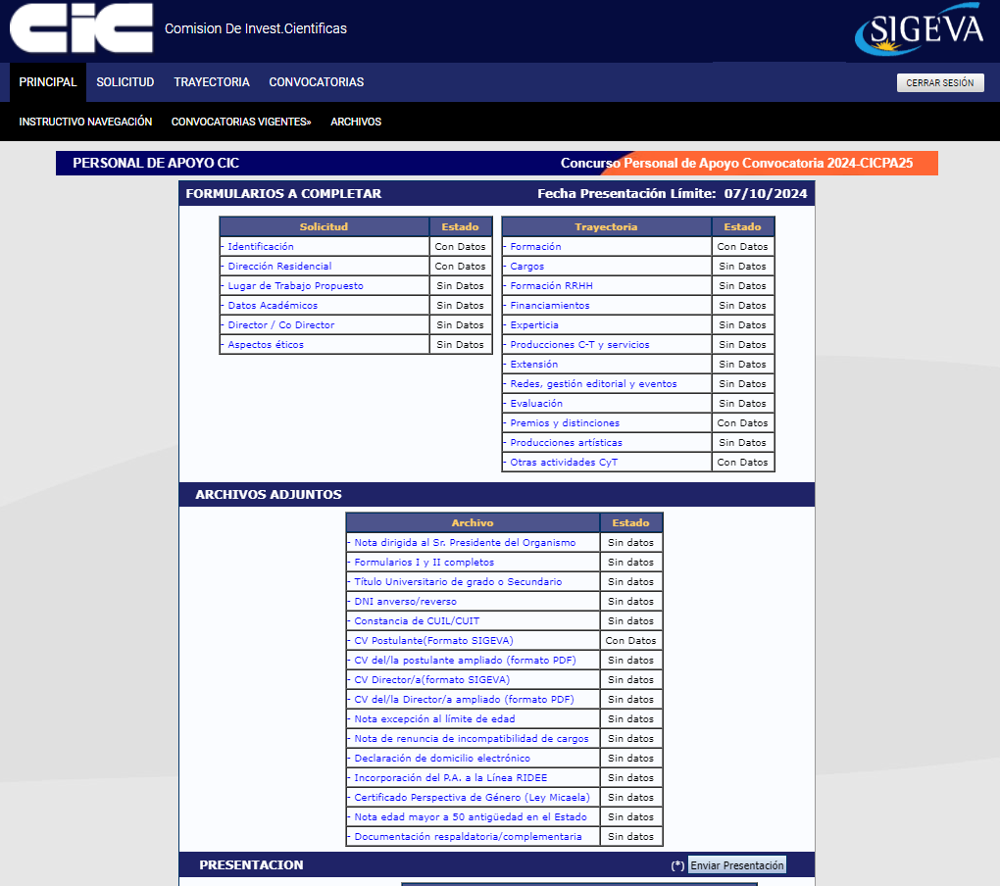 CiC Comision De Invest.Cientificas SIGEVA
PRINCIPAL SOLICITUD TRAYECTORIA CONVOCATORIAS CERRAR SESIÓN
INSTRUCTIVO NAVEGACIÓN CONVOCATORIAS VIGENTES» ARCHIVOS
PERSONAL DE APOYO CIC Concurso Personal de Apoyo Convocatoria 2024-CICPA25
FORMULARIOS A COMPLETAR Fecha Presentación Límite: 07/10/2024
Solicitud Estado
- Identificación Con Datos
- Dirección Residencial Con Datos
- Lugar de Trabajo Propuesto Sin Datos
- Datos Académicos Sin Datos
- Director / Co Director Sin Datos
- Aspectos éticos Sin Datos
Trayectoria Estado
- Formación Con Datos
- Cargos Sin Datos
- Formación RRHH Sin Datos
- Financiamientos Sin Datos
- Experticia Sin Datos
- Producciones C-T y servicios Sin Datos
- Extensión Sin Datos
- Redes, gestión editorial y eventos Sin Datos
- Evaluación Sin Datos
- Premios y distinciones Con Datos
- Producciones artísticas Sin Datos
- Otras actividades CyT Con Datos
ARCHIVOS ADJUNTOS
Archivo Estado
- Nota dirigida al Sr. Presidente del Organismo Sin datos
- Formularios I y II completos Sin datos
- Título Universitario de grado o Secundario Sin datos
- DNI anverso/reverso Sin datos
- Constancia de CUIL/CUIT Sin datos
- CV Postulante(Formato SIGEVA) Con Datos
- CV del/la postulante ampliado (formato PDF) Sin datos
- CV Director/a(formato SIGEVA) Sin datos
- CV del/la Director/a ampliado (formato PDF) Sin datos
- Nota excepción al límite de edad Sin datos
- Nota de renuncia de incompatibilidad de cargos Sin datos
- Declaración de domicilio electrónico Sin datos
- Incorporación del P.A. a la Línea RIDEE Sin datos
- Certificado Perspectiva de Género (Ley Micaela) Sin datos
- Nota edad mayor a 50 antigüedad en el Estado Sin datos
- Documentación respaldatoria/complementaria Sin datos
PRESENTACION (*) Enviar Presentación